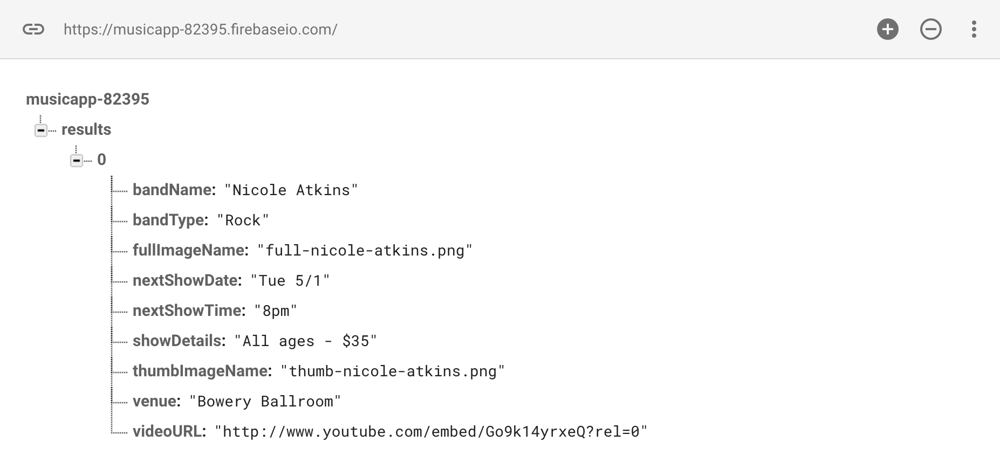 https://musicapp-82395.firebaseio.com/
musicapp-82395
results
0
bandName: "Nicole Atkins"
bandType: "Rock"
fullImageName: "full-nicole-atkins.png"
nextShowDate: "Tue 5/1"
nextShowTime: "8pm"
showDetails: "All ages - $35"
thumbImageName: "thumb-nicole-atkins.png"
venue: "Bowery Ballroom"
videoURL: "http://www.youtube.com/embed/Go9k14yrxeQ?rel=0"